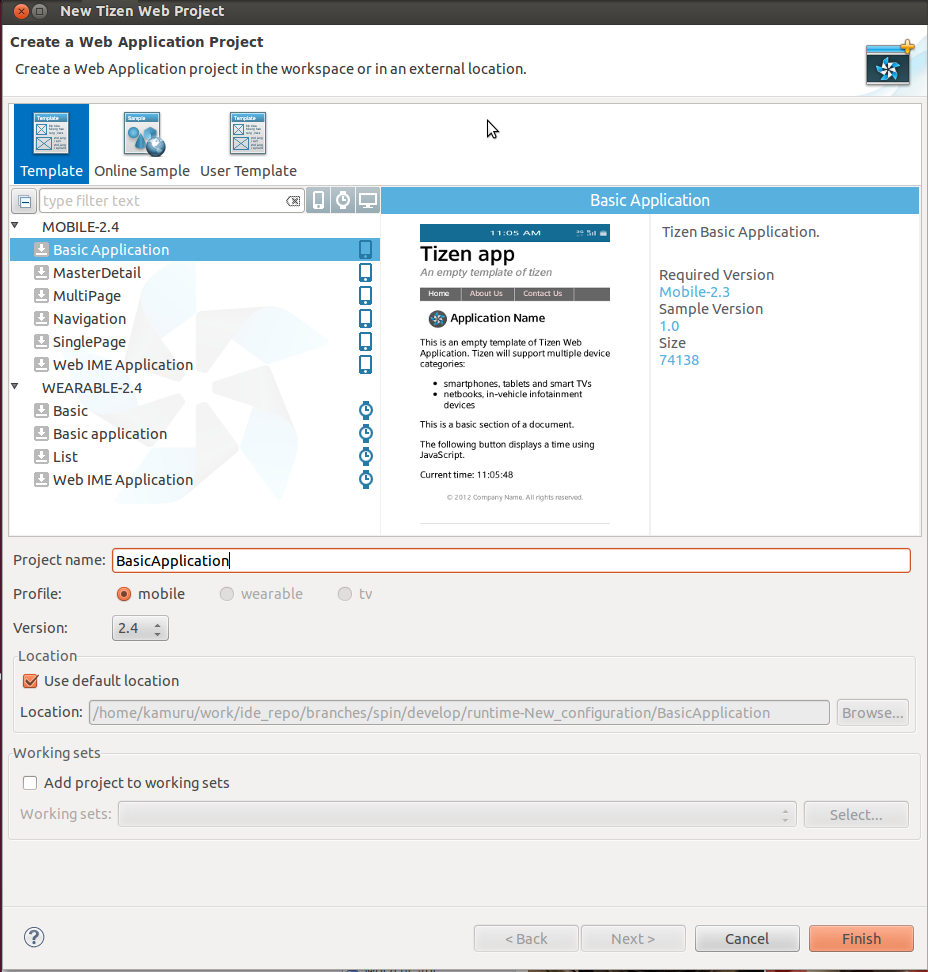 New Tizen Web Project
Create a Web Application Project
Create a Web Application project in the workspace or in an external location.
Template
Sample
Template
Template
Online Sample
User Template
type filter text
MOBILE-2.4
Basic Application
MasterDetail
MultiPage
Navigation
SinglePage
Web IME Application
WEARABLE-2.4
Basic
Basic application
List
Web IME Application
Basic Application
11:05 AM
Tizen app
An empty template of tizen
Home
About Us
Contact Us
Application Name
This is an empty template of Tizen Web
Application. Tizen will support multiple device
categories:
• smartphones, tablets and smart TVs
• netbooks, in-vehicle infotainment
devices
This is a basic section of a document.
The following button displays a time using
JavaScript.
Current time: 11:05:48
© 2012 Company Name. All rights reserved.
Tizen Basic Application.
Required Version
Mobile-2.3
Sample Version
1.0
Size
74138
Project name: BasicApplication
Profile: mobile wearable tv
Version: 2.4
Location
Use default location
Location: /home/kamuru/work/ide_repo/branches/spin/develop/runtime-New_configuration/BasicApplication Browse...
Working sets
Add project to working sets
Working sets: Select...
? < Back Next > Cancel Finish